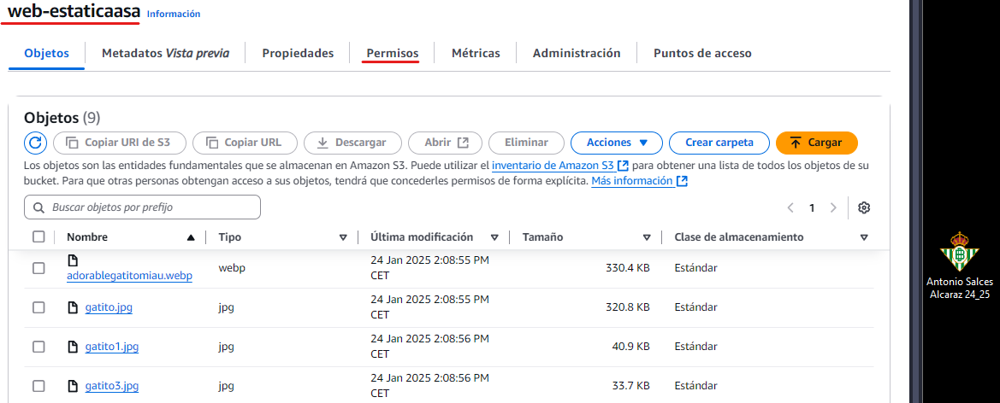 web-estaticaasa Información
Objetos Metadatos Vista previa Propiedades Permisos Métricas Administración Puntos de acceso
Objetos (9)
Copiar URI de S3 Copiar URL Descargar Abrir Eliminar Acciones Crear carpeta Cargar
Los objetos son las entidades fundamentales que se almacenan en Amazon S3. Puede utilizar el inventario de Amazon S3 para obtener una lista de todos los objetos de su
bucket. Para que otras personas obtengan acceso a sus objetos, tendrá que concederles permisos de forma explícita. Más información
Buscar objetos por prefijo 1
Nombre Tipo Última modificación Tamaño Clase de almacenamiento
adorablegatitomiau.webp webp 24 Jan 2025 2:08:55 PM 330.4 KB Estándar
CET
gatito.jpg jpg 24 Jan 2025 2:08:55 PM 320.8 KB Estándar
CET
gatito1.jpg jpg 24 Jan 2025 2:08:56 PM 40.9 KB Estándar
CET
gatito3.jpg jpg 24 Jan 2025 2:08:56 PM 33.7 KB Estándar
CET
Antonio Salces
Alcaraz 24_25